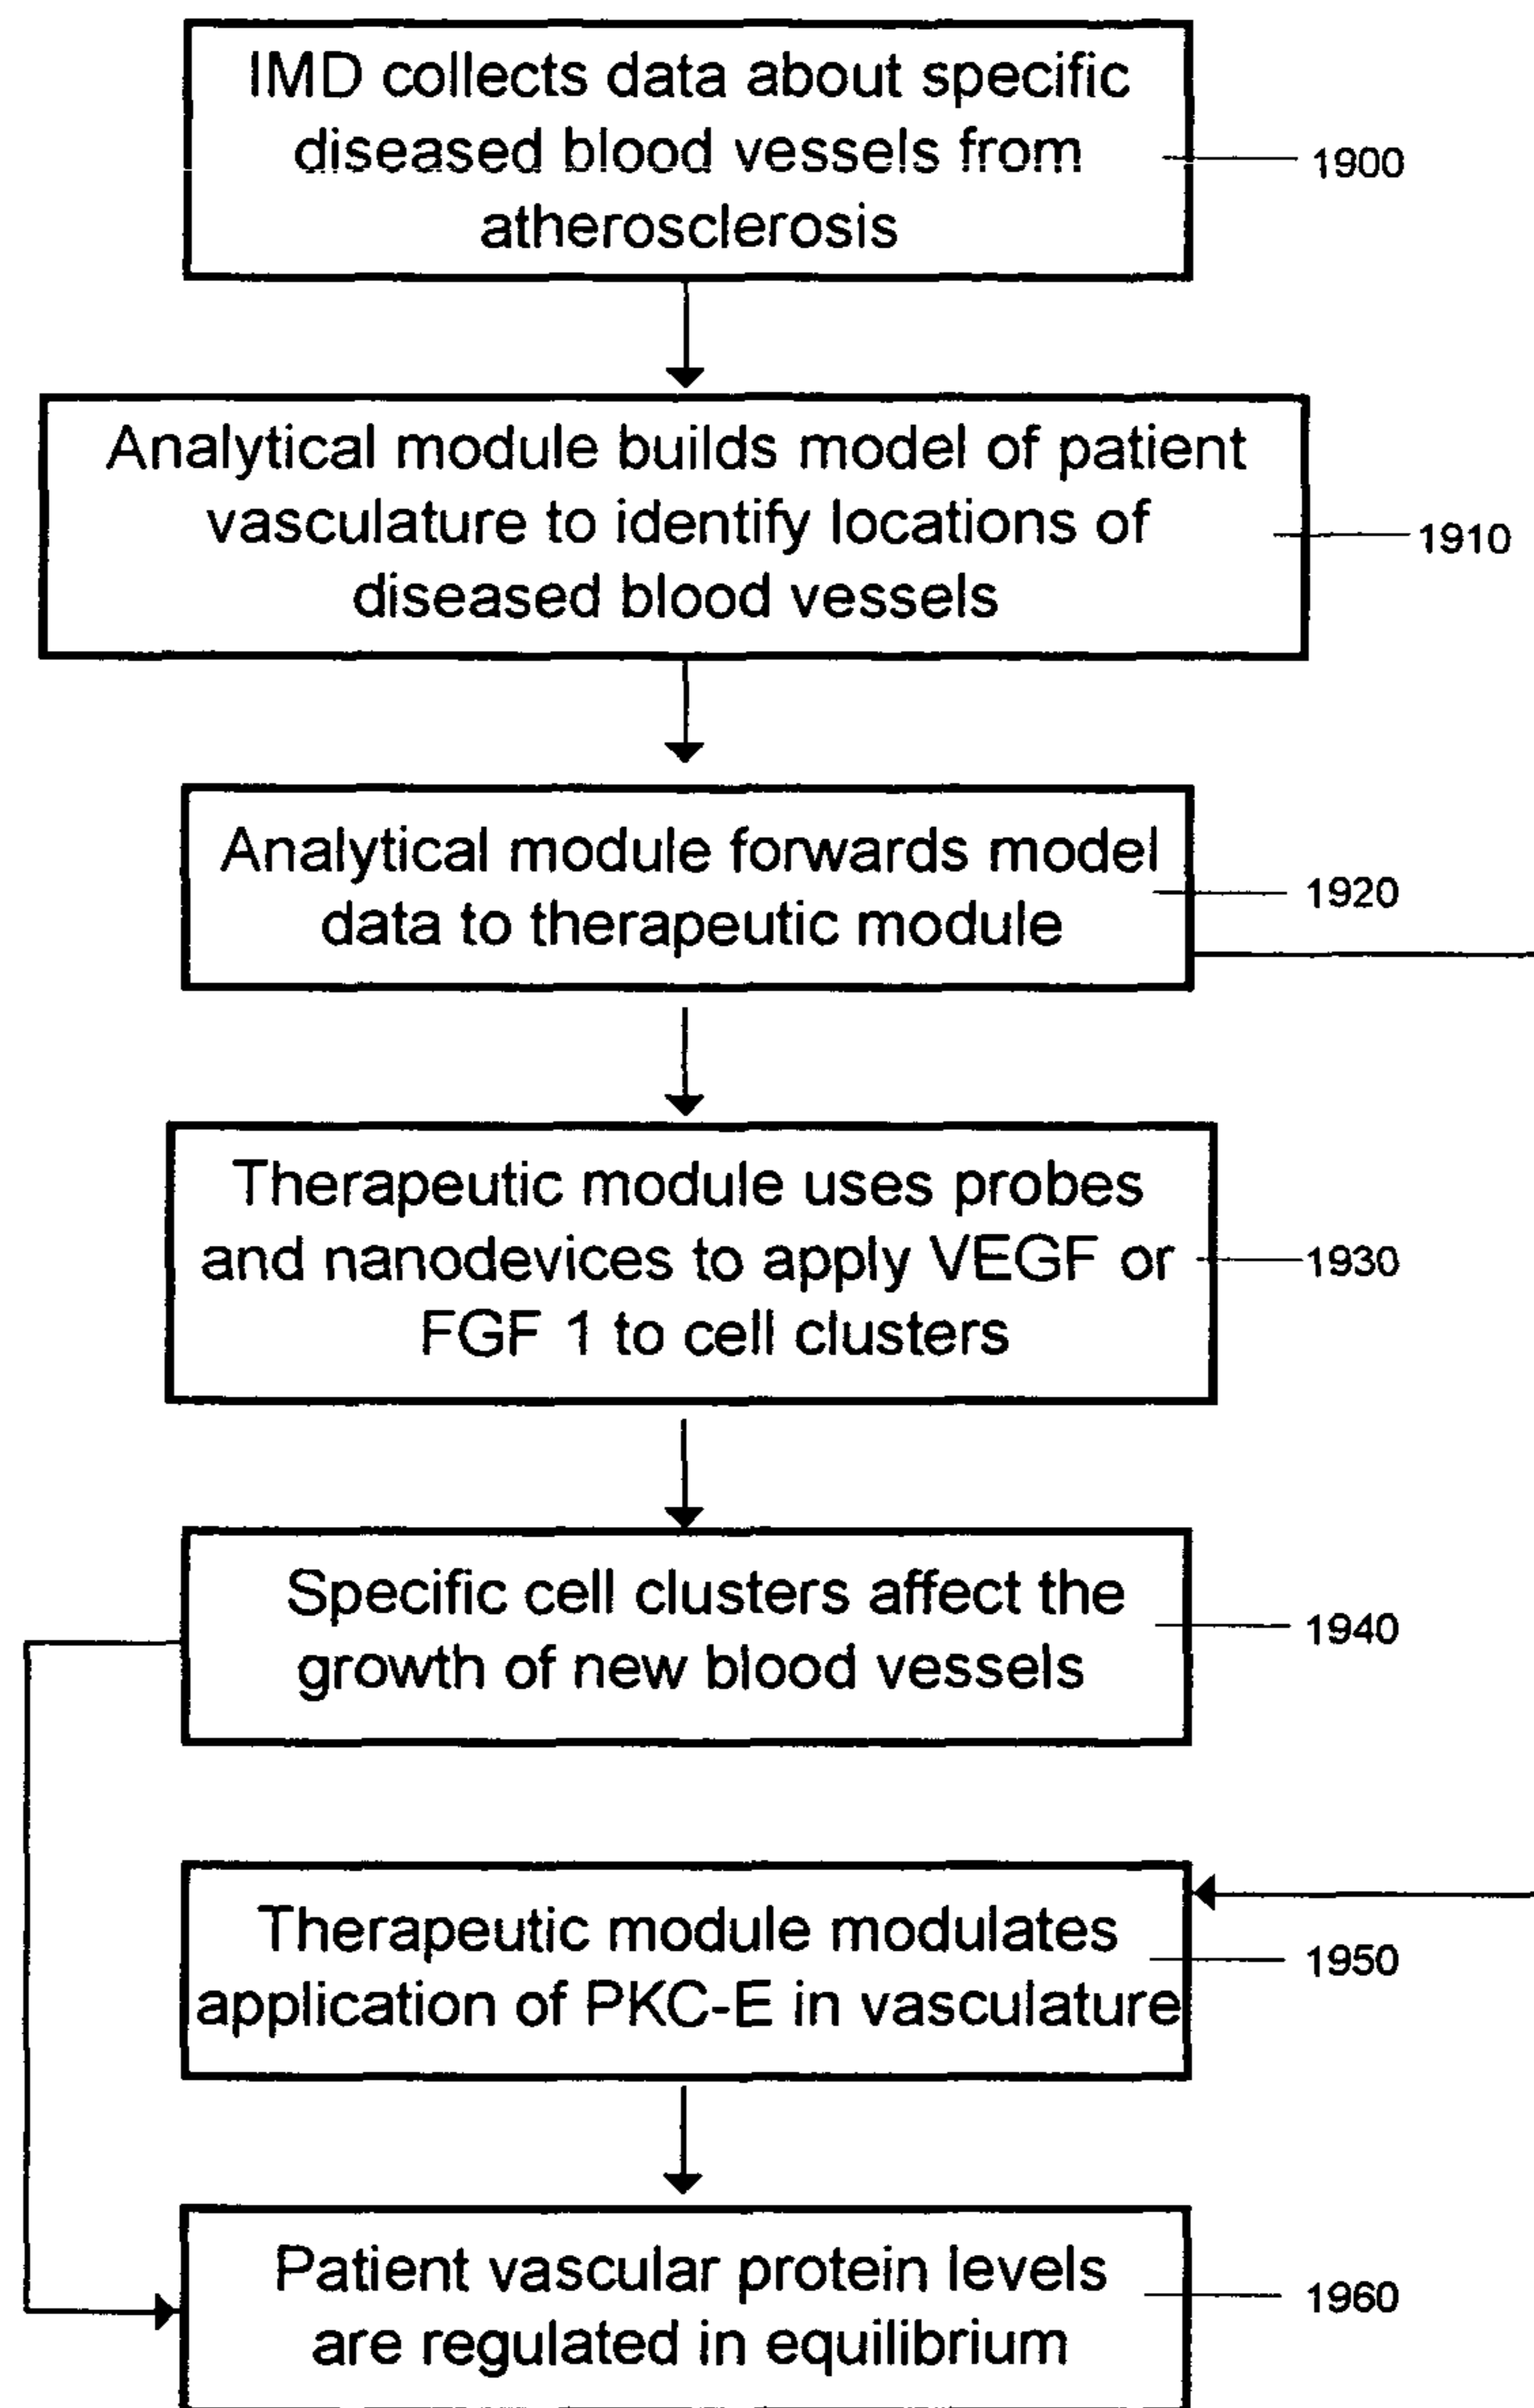 IMD collects data about specific
diseased blood vessels from
atherosclerosis
1900
Analytical module builds model of patient
vasculature to identify locations of
diseased blood vessels
1910
Analytical module forwards model
data to therapeutic module
1920
Therapeutic module uses probes
and nanodevices to apply VEGF or
FGF 1 to cell clusters
1930
Specific cell clusters affect the
growth of new blood vessels
1940
Therapeutic module modulates
application of PKC-E in vasculature
1950
Patient vascular protein levels
are regulated in equilibrium
1960